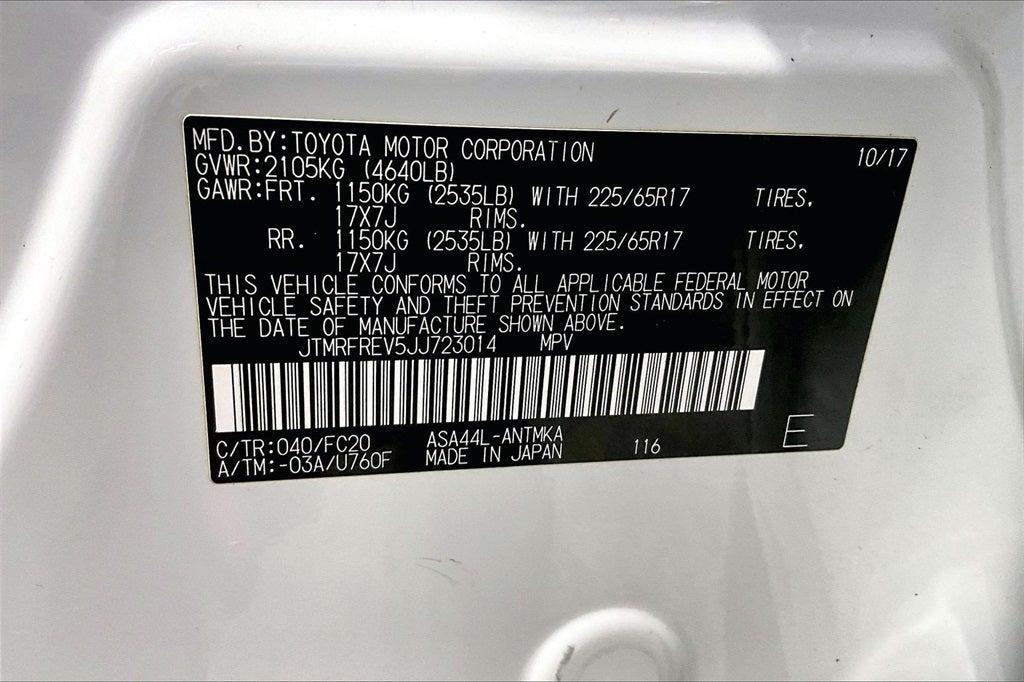 MFD.BY:TOYOTA MOTOR CORPORATION 10/17
GVWR:2105KG (4640LB)
GAWR:FRT. 1150KG (2535LB) WITH 225/65R17 TIRES,
17X7J RIMS.
RR. 1150KG (2535LB) WITH 225/65R17 TIRES,
17X7J RIMS.
THIS VEHICLE CONFORMS TO ALL APPLICABLE FEDERAL MOTOR
VEHICLE SAFETY AND THEFT PREVENTION STANDARDS IN EFFECT ON
THE DATE OF MANUFACTURE SHOWN ABOVE.
JTMRFREV5JJ723014 MPV
C/TR:040/FC20 ASA44L-ANTMKA 116 E
A/TM:-03A/U760F MADE IN JAPAN